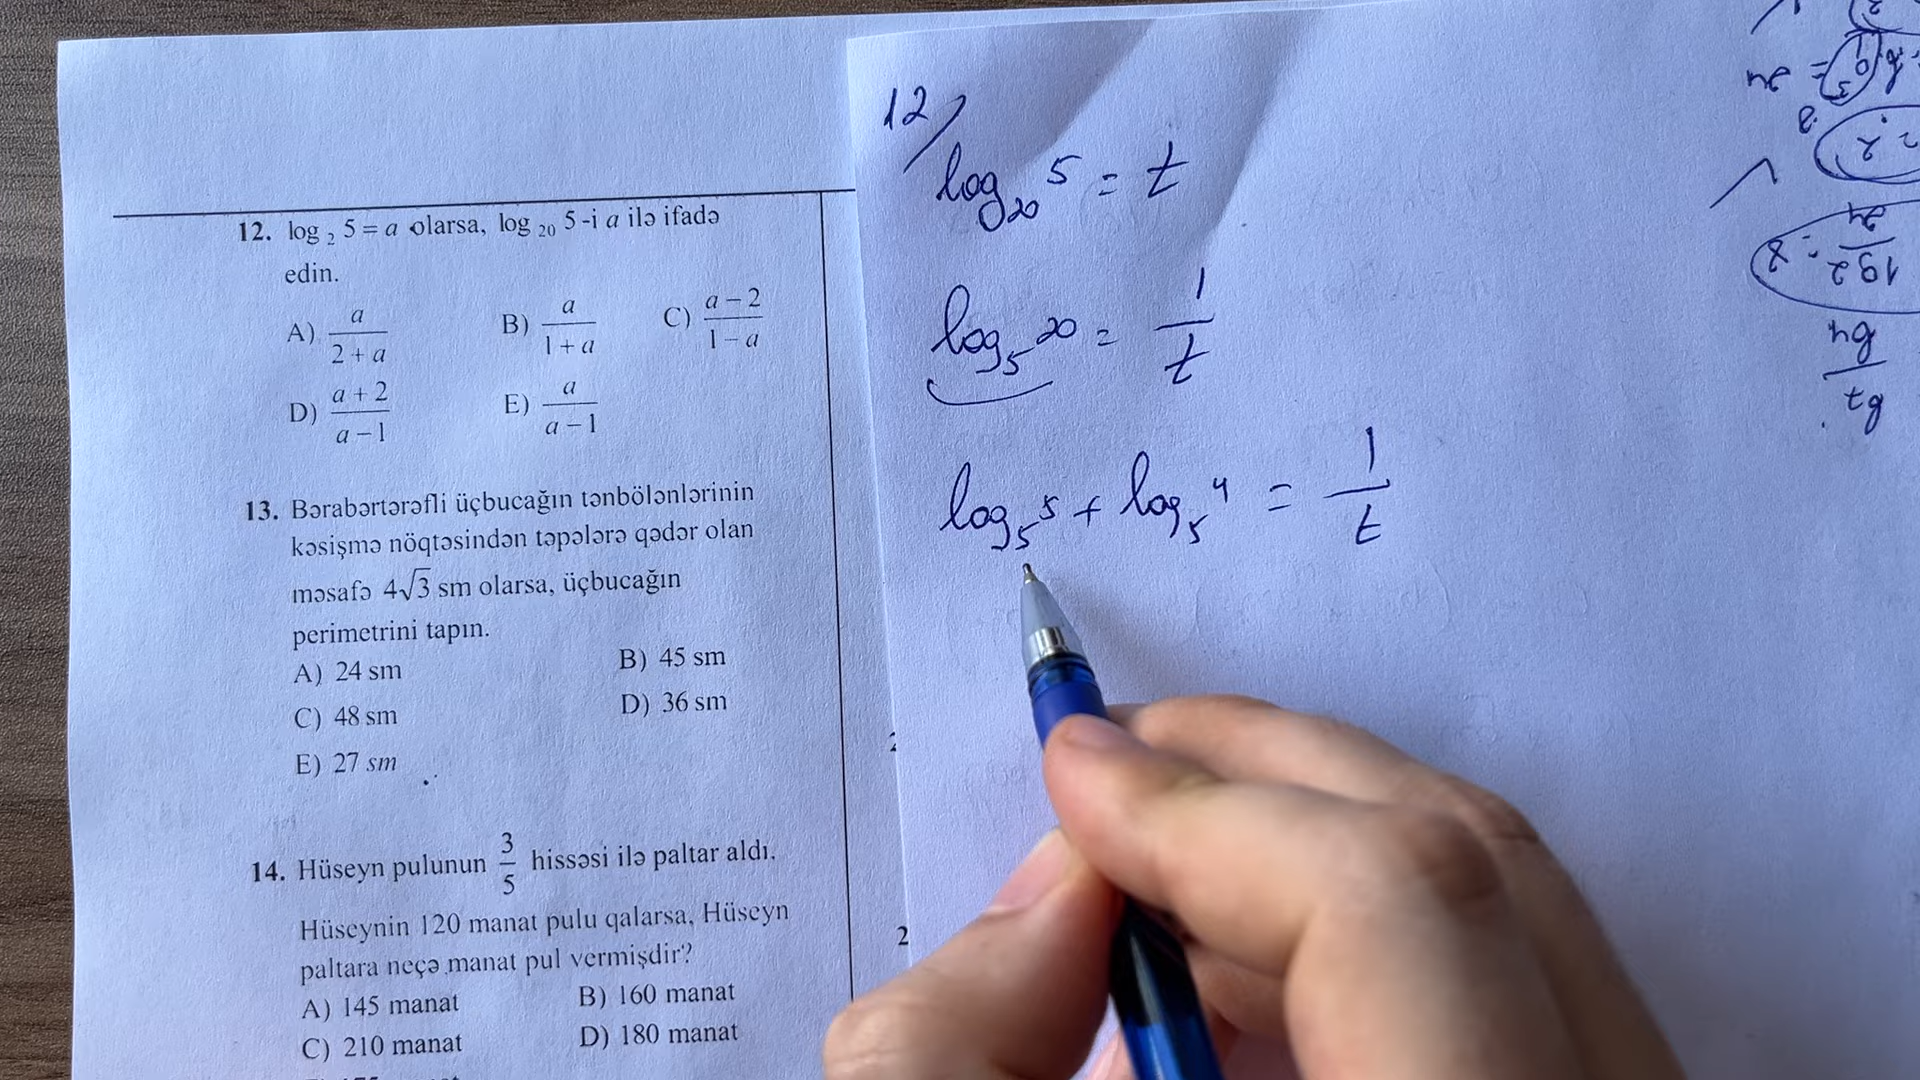 12. log ₂ 5 = a olarsa, log ₂₀ 5 -i a ilə ifadə
edin.
A) a/(2 + a) B) a/(1 + a) C) (a − 2)/(1 − a)
D) (a + 2)/(a − 1) E) a/(a − 1)
13. Bərabərtərəfli üçbucağın tənbölənlərinin
kəsişmə nöqtəsindən təpələrə qədər olan
məsafə 4√3 sm olarsa, üçbucağın
perimetrini tapın.
A) 24 sm B) 45 sm
C) 48 sm D) 36 sm
E) 27 sm
14. Hüseyn pulunun 3/5 hissəsi ilə paltar aldı.
Hüseynin 120 manat pulu qalarsa, Hüseyn
paltara neçə manat pul vermişdir?
A) 145 manat B) 160 manat
C) 210 manat D) 180 manat
2
12/
log₂₀ 5 = t
log₅ 20 = 1/t
log₅ 5 + log₅ 4 = 1/t
192/24 = 8